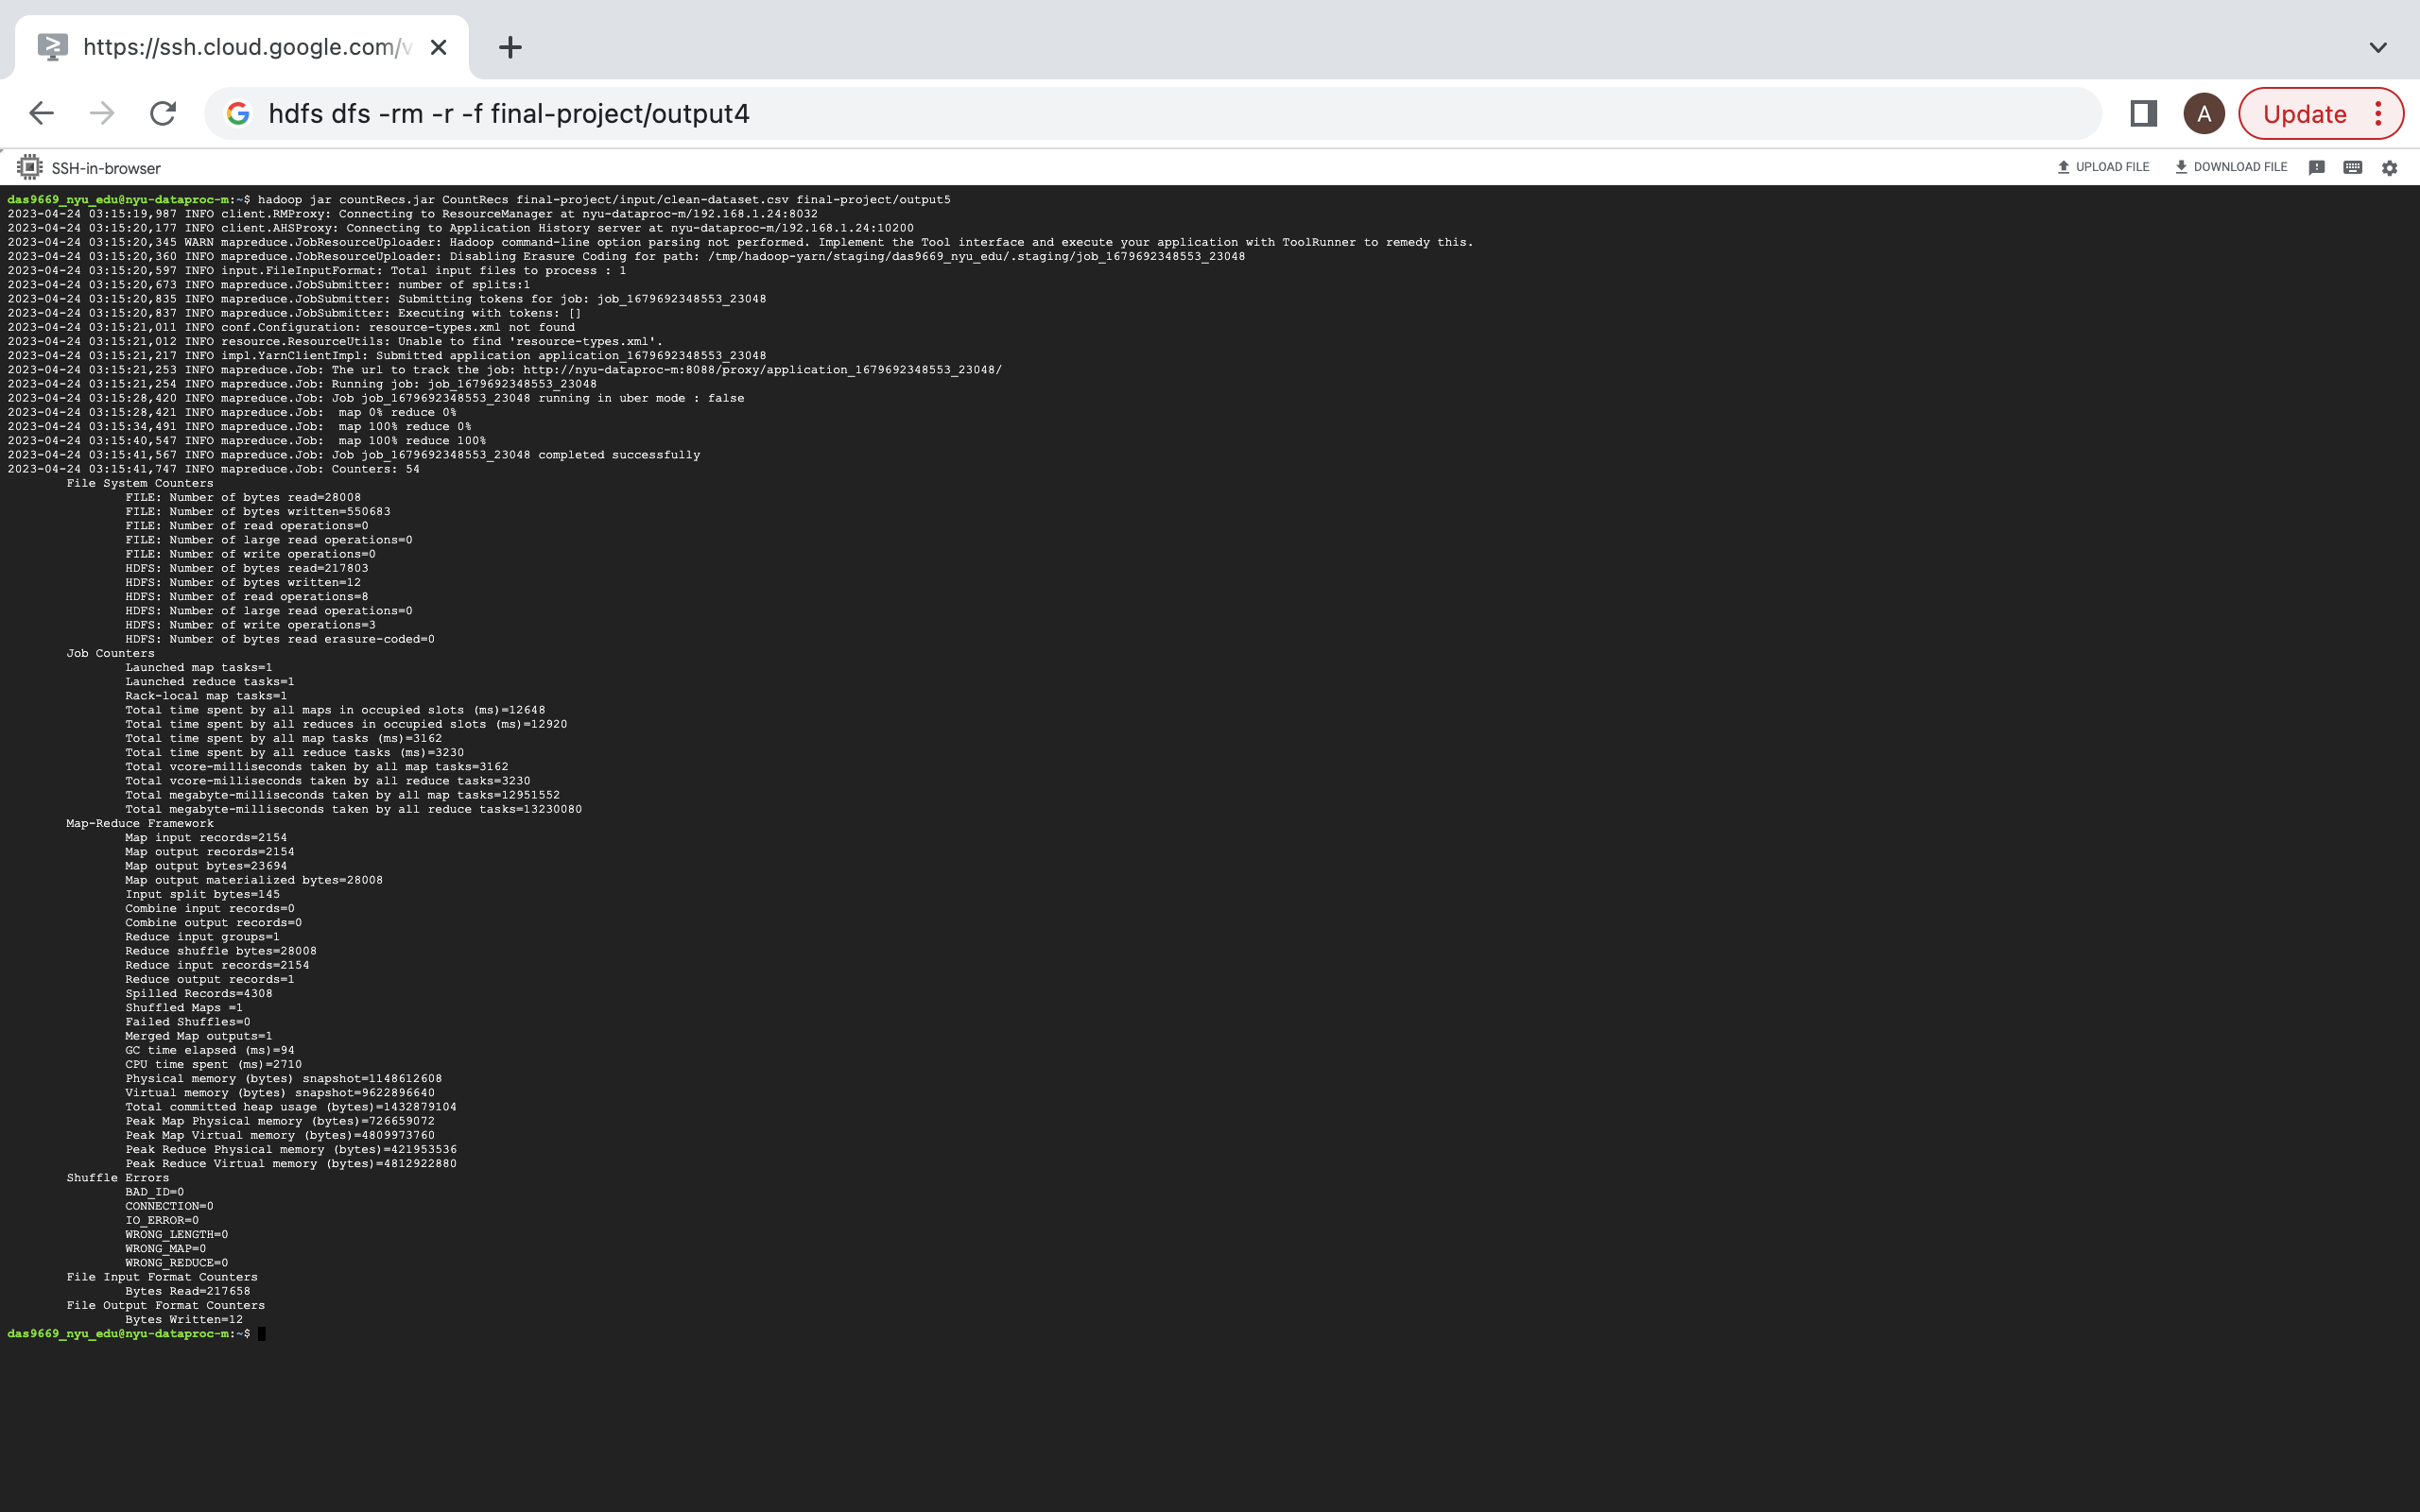 https://ssh.cloud.google.com/v
hdfs dfs -rm -r -f final-project/output4
A
Update
SSH-in-browser
UPLOAD FILE
DOWNLOAD FILE
das9669_nyu_edu@nyu-dataproc-m:~$ hadoop jar countRecs.jar CountRecs final-project/input/clean-dataset.csv final-project/output5
2023-04-24 03:15:19,987 INFO client.RMProxy: Connecting to ResourceManager at nyu-dataproc-m/192.168.1.24:8032
2023-04-24 03:15:20,177 INFO client.AHSProxy: Connecting to Application History server at nyu-dataproc-m/192.168.1.24:10200
2023-04-24 03:15:20,345 WARN mapreduce.JobResourceUploader: Hadoop command-line option parsing not performed. Implement the Tool interface and execute your application with ToolRunner to remedy this.
2023-04-24 03:15:20,360 INFO mapreduce.JobResourceUploader: Disabling Erasure Coding for path: /tmp/hadoop-yarn/staging/das9669_nyu_edu/.staging/job_1679692348553_23048
2023-04-24 03:15:20,597 INFO input.FileInputFormat: Total input files to process : 1
2023-04-24 03:15:20,673 INFO mapreduce.JobSubmitter: number of splits:1
2023-04-24 03:15:20,835 INFO mapreduce.JobSubmitter: Submitting tokens for job: job_1679692348553_23048
2023-04-24 03:15:20,837 INFO mapreduce.JobSubmitter: Executing with tokens: []
2023-04-24 03:15:21,011 INFO conf.Configuration: resource-types.xml not found
2023-04-24 03:15:21,012 INFO resource.ResourceUtils: Unable to find 'resource-types.xml'.
2023-04-24 03:15:21,217 INFO impl.YarnClientImpl: Submitted application application_1679692348553_23048
2023-04-24 03:15:21,253 INFO mapreduce.Job: The url to track the job: http://nyu-dataproc-m:8088/proxy/application_1679692348553_23048/
2023-04-24 03:15:21,254 INFO mapreduce.Job: Running job: job_1679692348553_23048
2023-04-24 03:15:28,420 INFO mapreduce.Job: Job job_1679692348553_23048 running in uber mode : false
2023-04-24 03:15:28,421 INFO mapreduce.Job:  map 0% reduce 0%
2023-04-24 03:15:34,491 INFO mapreduce.Job:  map 100% reduce 0%
2023-04-24 03:15:40,547 INFO mapreduce.Job:  map 100% reduce 100%
2023-04-24 03:15:41,567 INFO mapreduce.Job: Job job_1679692348553_23048 completed successfully
2023-04-24 03:15:41,747 INFO mapreduce.Job: Counters: 54
File System Counters
FILE: Number of bytes read=28008
FILE: Number of bytes written=550683
FILE: Number of read operations=0
FILE: Number of large read operations=0
FILE: Number of write operations=0
HDFS: Number of bytes read=217803
HDFS: Number of bytes written=12
HDFS: Number of read operations=8
HDFS: Number of large read operations=0
HDFS: Number of write operations=3
HDFS: Number of bytes read erasure-coded=0
Job Counters
Launched map tasks=1
Launched reduce tasks=1
Rack-local map tasks=1
Total time spent by all maps in occupied slots (ms)=12648
Total time spent by all reduces in occupied slots (ms)=12920
Total time spent by all map tasks (ms)=3162
Total time spent by all reduce tasks (ms)=3230
Total vcore-milliseconds taken by all map tasks=3162
Total vcore-milliseconds taken by all reduce tasks=3230
Total megabyte-milliseconds taken by all map tasks=12951552
Total megabyte-milliseconds taken by all reduce tasks=13230080
Map-Reduce Framework
Map input records=2154
Map output records=2154
Map output bytes=23694
Map output materialized bytes=28008
Input split bytes=145
Combine input records=0
Combine output records=0
Reduce input groups=1
Reduce shuffle bytes=28008
Reduce input records=2154
Reduce output records=1
Spilled Records=4308
Shuffled Maps =1
Failed Shuffles=0
Merged Map outputs=1
GC time elapsed (ms)=94
CPU time spent (ms)=2710
Physical memory (bytes) snapshot=1148612608
Virtual memory (bytes) snapshot=9622896640
Total committed heap usage (bytes)=1432879104
Peak Map Physical memory (bytes)=726659072
Peak Map Virtual memory (bytes)=4809973760
Peak Reduce Physical memory (bytes)=421953536
Peak Reduce Virtual memory (bytes)=4812922880
Shuffle Errors
BAD_ID=0
CONNECTION=0
IO_ERROR=0
WRONG_LENGTH=0
WRONG_MAP=0
WRONG_REDUCE=0
File Input Format Counters
Bytes Read=217658
File Output Format Counters
Bytes Written=12
das9669_nyu_edu@nyu-dataproc-m:~$